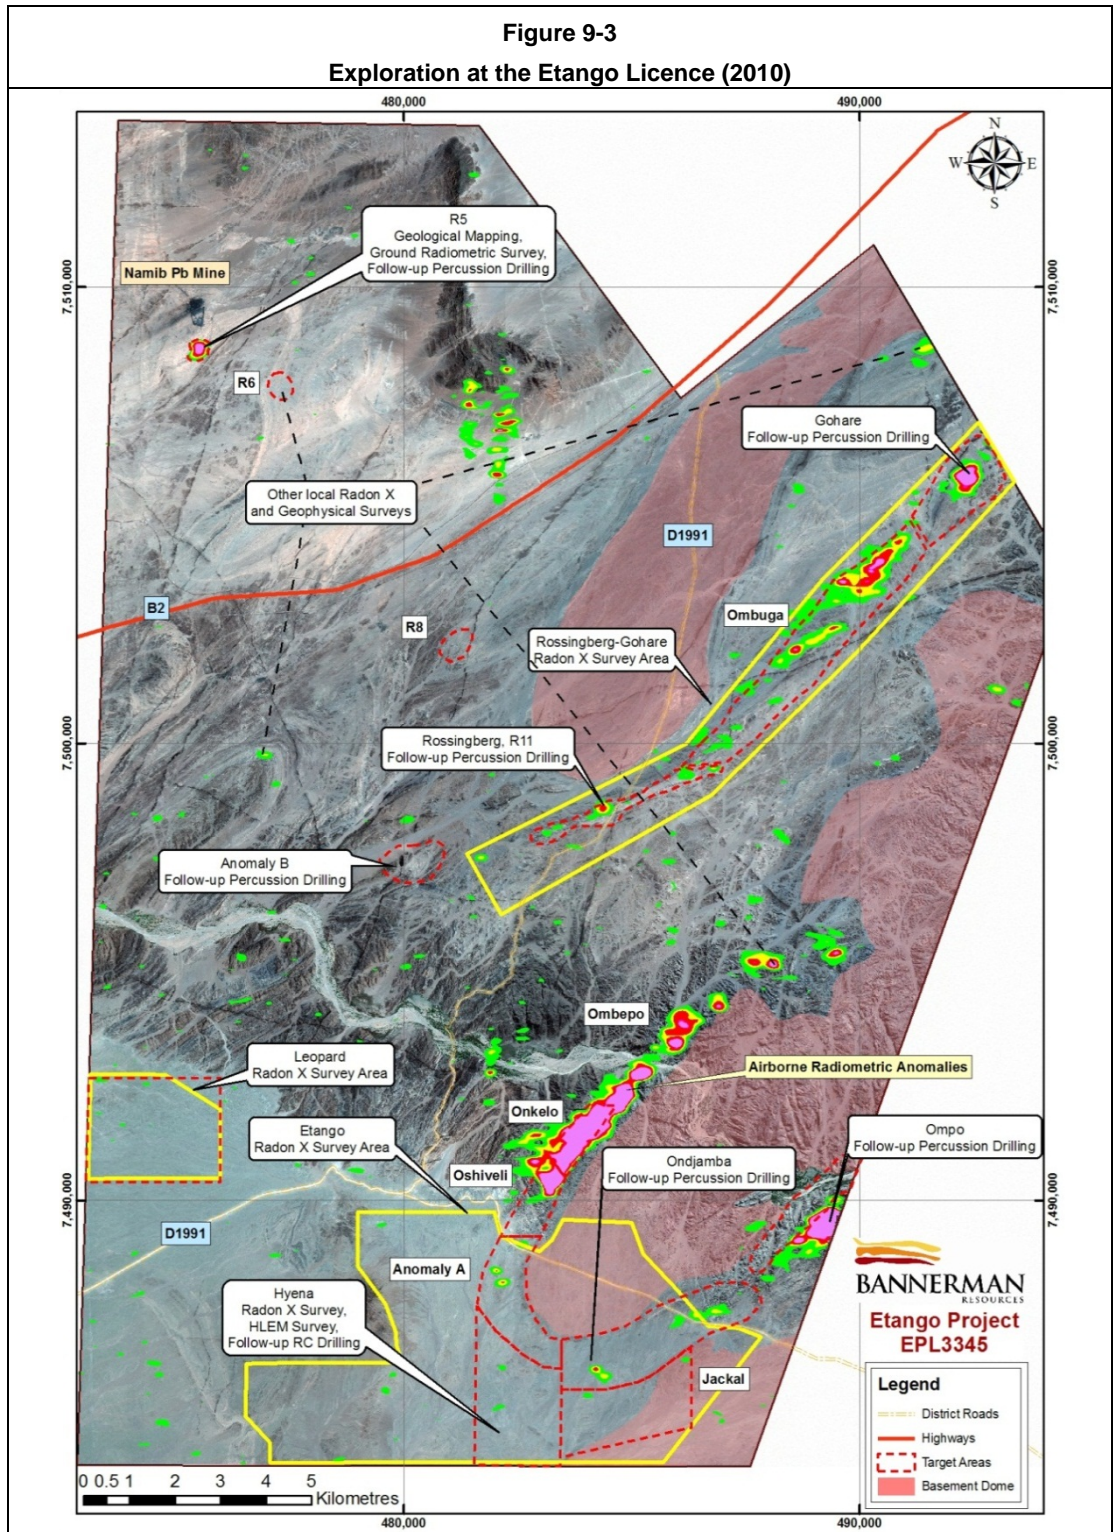 Figure 9-3
Exploration at the Etango Licence (2010)
480,000
490,000
N
W
E
S
R5
Geological Mapping,
Ground Radiometric Survey,
Follow-up Percussion Drilling
Namib Pb Mine
7,510,000
7,510,000
R6
Gohare
Follow-up Percussion Drilling
Other local Radon X
and Geophysical Surveys
D1991
B2
R8
Ombuga
Rossingberg-Gohare
Radon X Survey Area
7,500,000
7,500,000
Rossingberg, R11
Follow-up Percussion Drilling
Anomaly B
Follow-up Percussion Drilling
Ombepo
Leopard
Radon X Survey Area
Airborne Radiometric Anomalies
Onkelo
Etango
Radon X Survey Area
Ompo
Follow-up Percussion Drilling
Oshiveli
Ondjamba
Follow-up Percussion Drilling
7,490,000
7,490,000
D1991
Anomaly A
Hyena
Radon X Survey,
HLEM Survey,
Follow-up RC Drilling
Jackal
BANNERMAN
RESOURCES
Etango Project
EPL3345
Legend
District Roads
Highways
Target Areas
Basement Dome
0 0.5 1 2 3 4 5
Kilometres
480,000
490,000